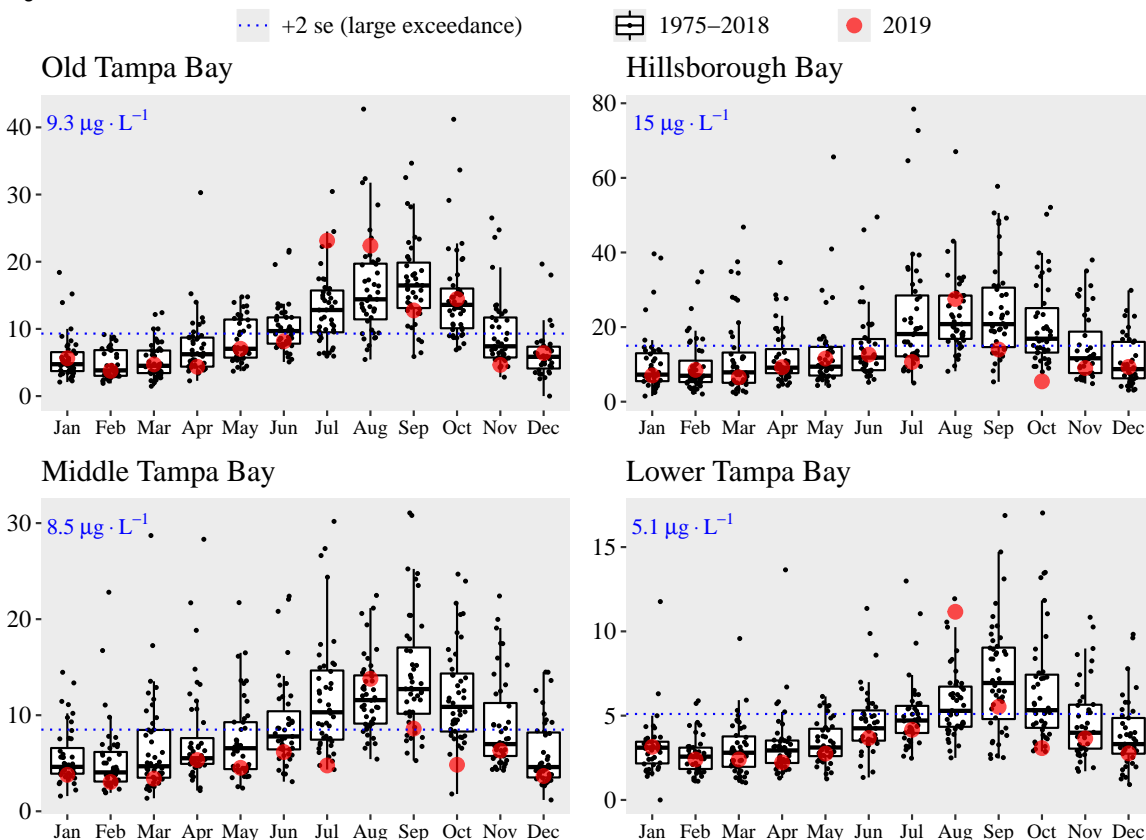 +2 se (large exceedance) 1975–2018 2019
Old Tampa Bay
9.3 μg · L⁻¹
40
30
20
10
0
Jan Feb Mar Apr May Jun Jul Aug Sep Oct Nov Dec
Hillsborough Bay
15 μg · L⁻¹
80
60
40
20
0
Jan Feb Mar Apr May Jun Jul Aug Sep Oct Nov Dec
Middle Tampa Bay
8.5 μg · L⁻¹
30
20
10
0
Jan Feb Mar Apr May Jun Jul Aug Sep Oct Nov Dec
Lower Tampa Bay
5.1 μg · L⁻¹
15
10
5
0
Jan Feb Mar Apr May Jun Jul Aug Sep Oct Nov Dec